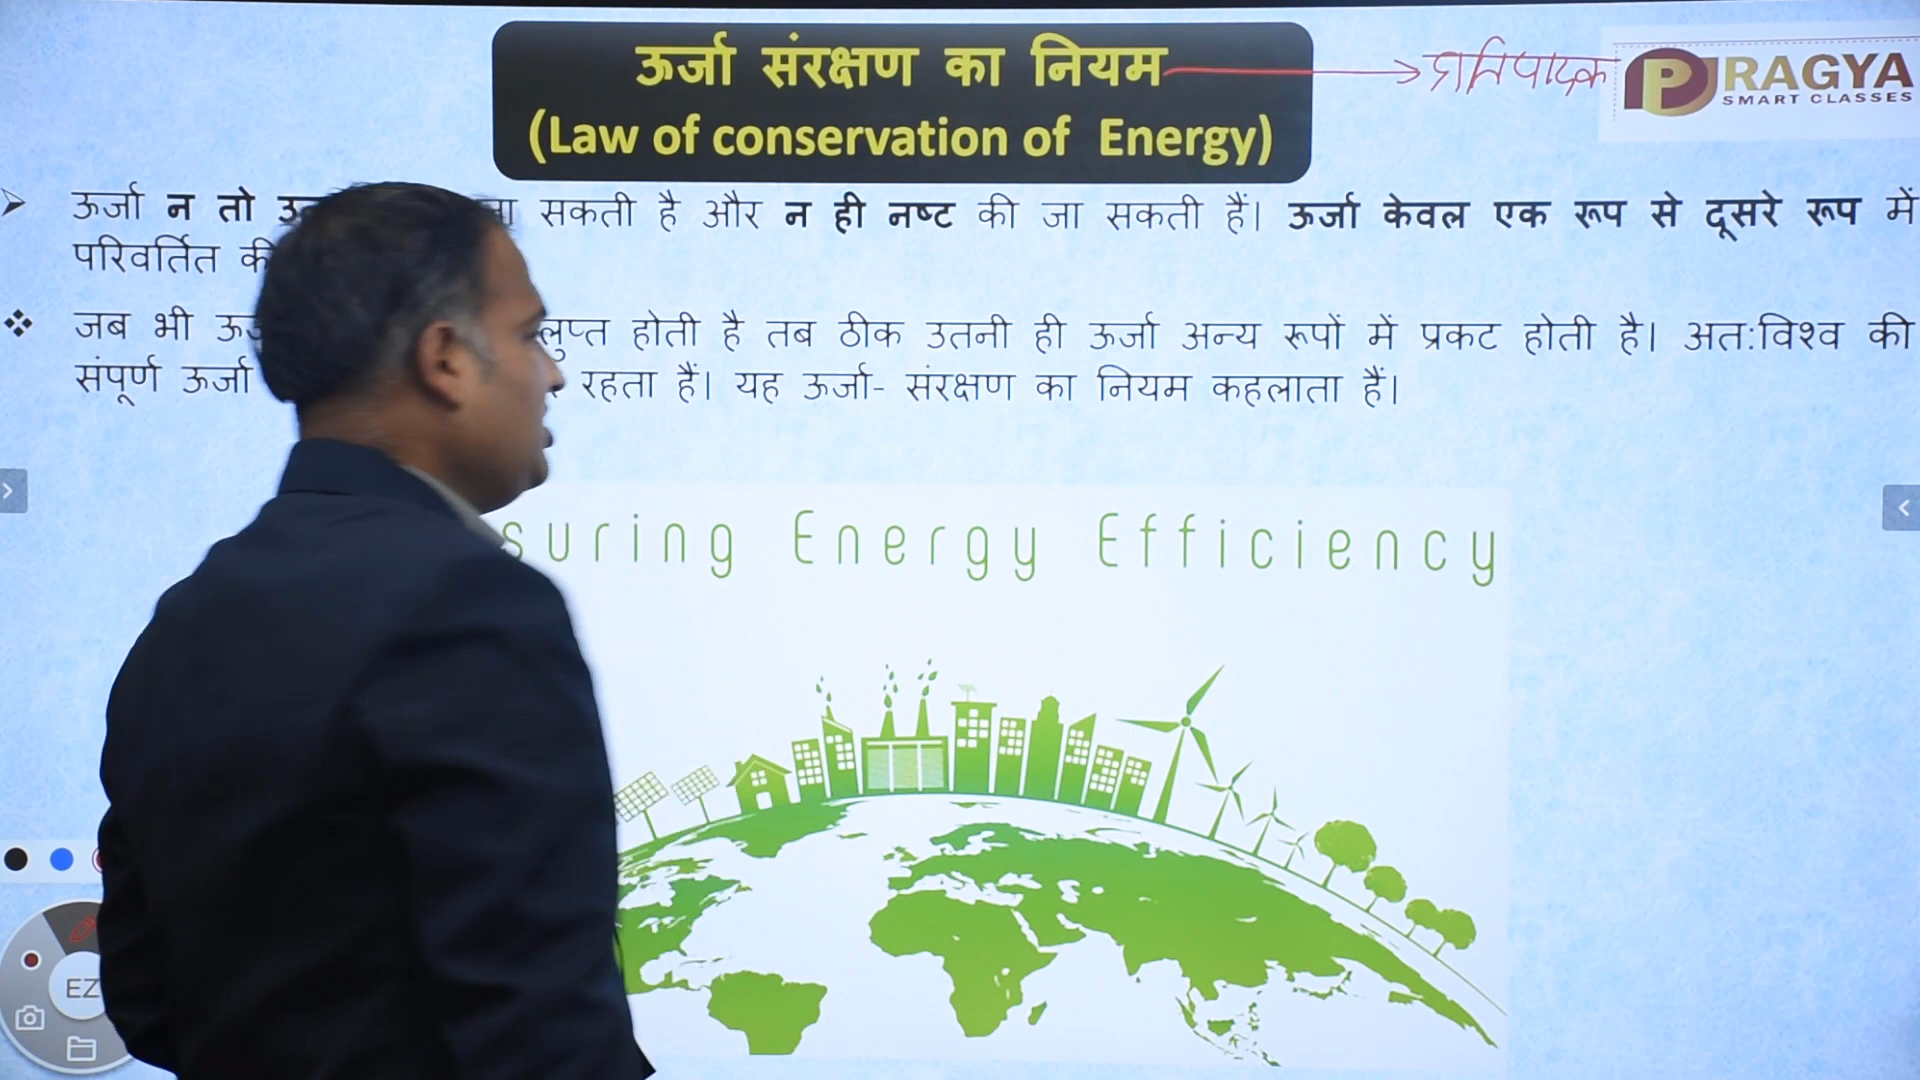 ऊर्जा संरक्षण का नियम
प्रतिपादक
PRAGYA
SMART CLASSES
(Law of conservation of Energy)
ऊर्जा न तो सकती है और न ही नष्ट की जा सकती हैं। ऊर्जा केवल एक रूप से दूसरे रूप में
परिवर्तित
जब भी लुप्त होती है तब ठीक उतनी ही ऊर्जा अन्य रूपों में प्रकट होती है। अत:विश्व की
संपूर्ण ऊर्जा रहता हैं। यह ऊर्जा- संरक्षण का नियम कहलाता हैं।
suring Energy Efficiency
EZ